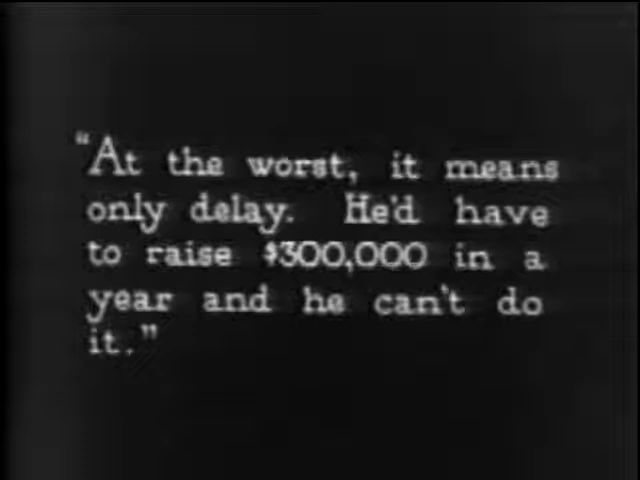 “At the worst, it means
only delay. He'd have
to raise $300,000 in a
year and he can't do
it.”